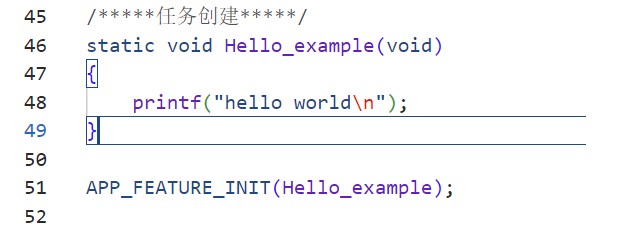 45 /*****任务创建*****/
46 static void Hello_example(void)
47 {
48     printf("hello world\n");
49 }
50
51 APP_FEATURE_INIT(Hello_example);
52